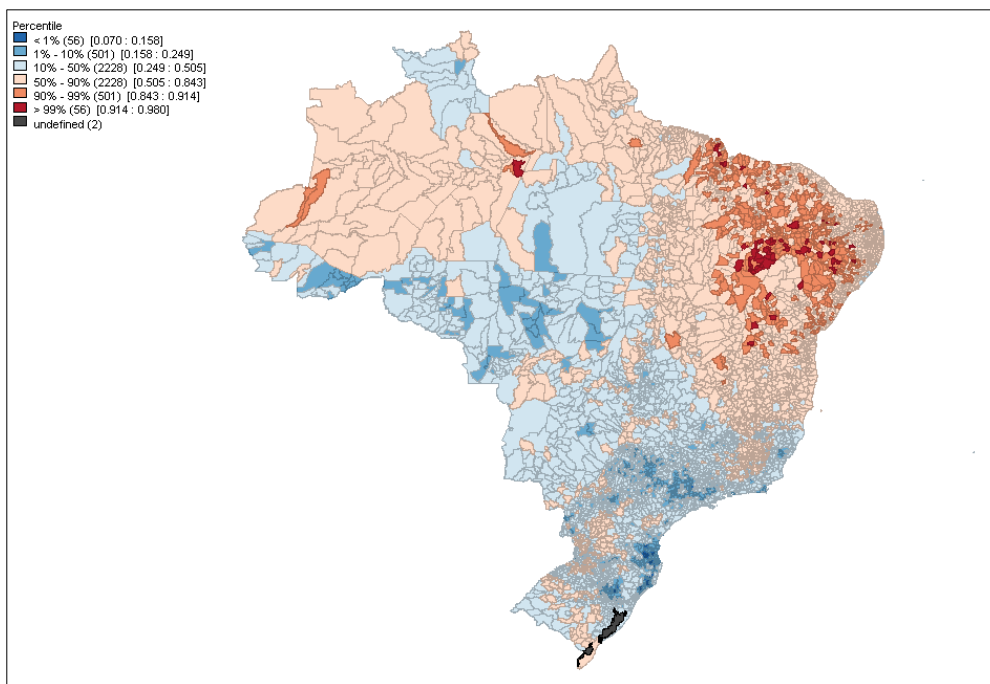 Percentile
< 1% (56) [0.070 : 0.158]
1% - 10% (501) [0.158 : 0.249]
10% - 50% (2228) [0.249 : 0.505]
50% - 90% (2228) [0.505 : 0.843]
90% - 99% (501) [0.843 : 0.914]
> 99% (56) [0.914 : 0.980]
undefined (2)